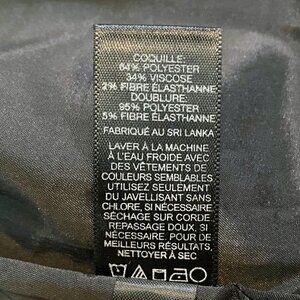 COQUILLE:
64% POLYESTER
34% VISCOSE
2% FIBRE ÉLASTHANNE
DOUBLURE:
95% POLYESTER
5% FIBRE ÉLASTHANNE
FABRIQUÉ AU SRI LANKA
LAVER À LA MACHINE
À L'EAU FROIDE AVEC
DES VÊTEMENTS DE
COULEURS SEMBLABLES.
UTILISEZ SEULEMENT
DU JAVELLISANT SANS
CHLORE, SI NÉCESSAIRE.
SÉCHAGE SUR CORDE.
REPASSAGE DOUX, SI
NÉCESSAIRE. POUR DE
MEILLEURS RÉSULTATS,
NETTOYER À SEC